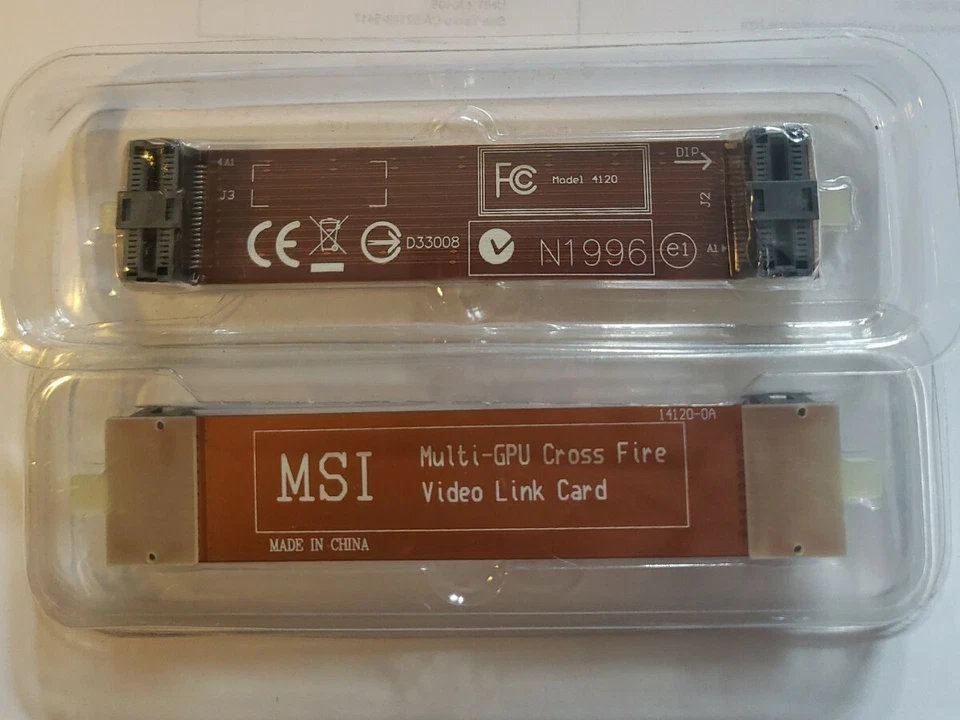 ◀A1
J3
FC
Model 4120
DIP
J2
CE
D33008
N1996
e1
A1▶
14120-0A
MSI
Multi-GPU Cross Fire
Video Link Card
MADE IN CHINA